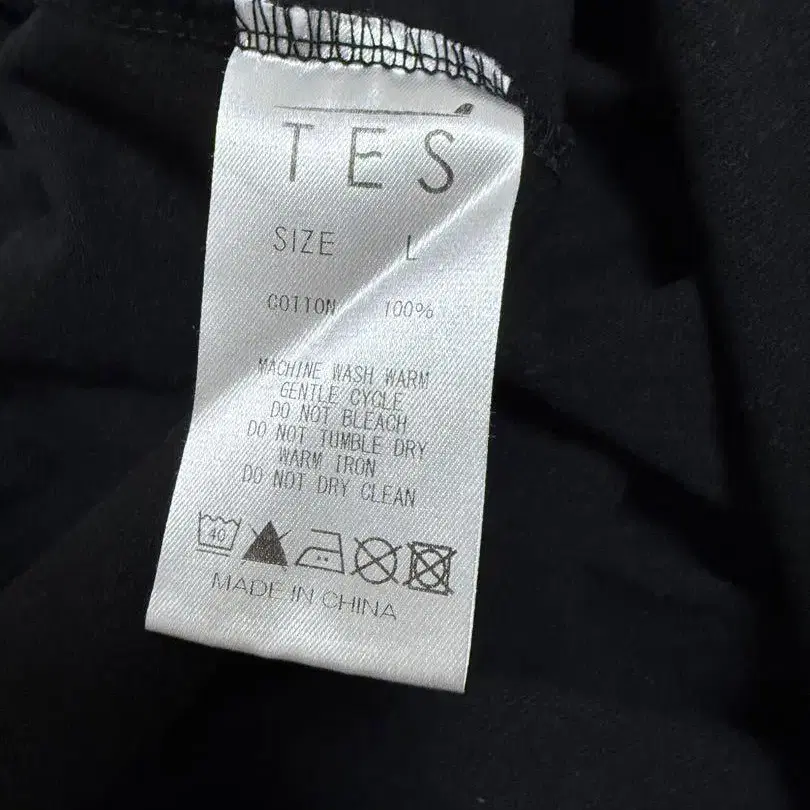 TES
SIZE L
COTTON 100%
MACHINE WASH WARM
GENTLE CYCLE
DO NOT BLEACH
DO NOT TUMBLE DRY
WARM IRON
DO NOT DRY CLEAN
40
MADE IN CHINA